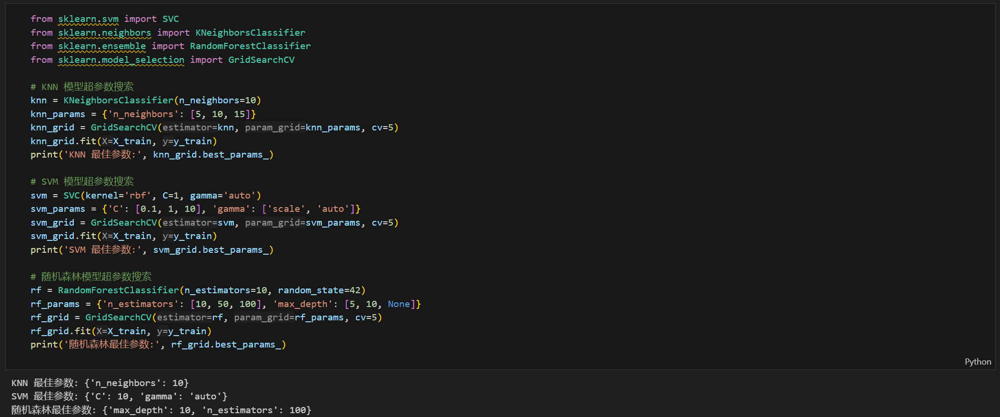 from sklearn.svm import SVC
from sklearn.neighbors import KNeighborsClassifier
from sklearn.ensemble import RandomForestClassifier
from sklearn.model_selection import GridSearchCV
# KNN 模型超参数搜索
knn = KNeighborsClassifier(n_neighbors=10)
knn_params = {'n_neighbors': [5, 10, 15]}
knn_grid = GridSearchCV(estimator=knn, param_grid=knn_params, cv=5)
knn_grid.fit(X=X_train, y=y_train)
print('KNN 最佳参数:', knn_grid.best_params_)
# SVM 模型超参数搜索
svm = SVC(kernel='rbf', C=1, gamma='auto')
svm_params = {'C': [0.1, 1, 10], 'gamma': ['scale', 'auto']}
svm_grid = GridSearchCV(estimator=svm, param_grid=svm_params, cv=5)
svm_grid.fit(X=X_train, y=y_train)
print('SVM 最佳参数:', svm_grid.best_params_)
# 随机森林模型超参数搜索
rf = RandomForestClassifier(n_estimators=10, random_state=42)
rf_params = {'n_estimators': [10, 50, 100], 'max_depth': [5, 10, None]}
rf_grid = GridSearchCV(estimator=rf, param_grid=rf_params, cv=5)
rf_grid.fit(X=X_train, y=y_train)
print('随机森林最佳参数:', rf_grid.best_params_)
Python
KNN 最佳参数: {'n_neighbors': 10}
SVM 最佳参数: {'C': 10, 'gamma': 'auto'}
随机森林最佳参数: {'max_depth': 10, 'n_estimators': 100}